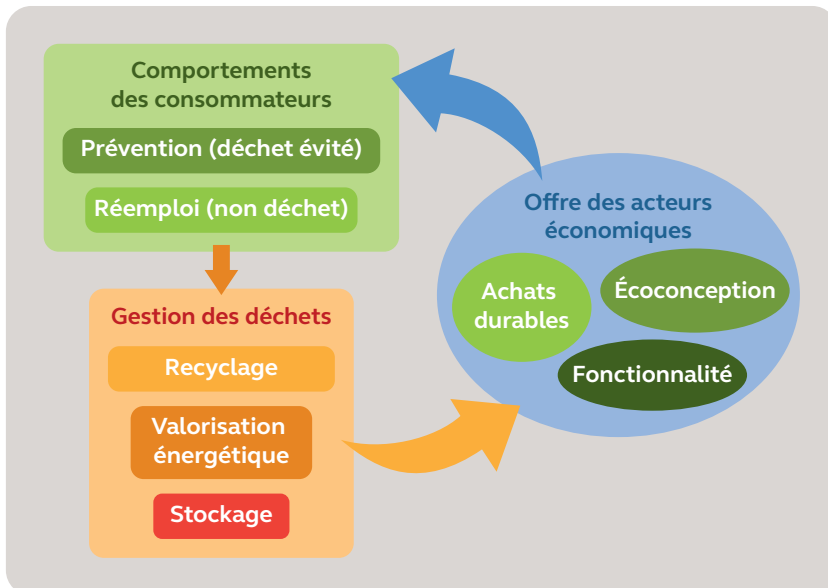 Comportements
des consommateurs
Prévention (déchet évité)
Réemploi (non déchet)
Gestion des déchets
Recyclage
Valorisation
énergétique
Stockage
Offre des acteurs
économiques
Achats
durables
Écoconception
Fonctionnalité